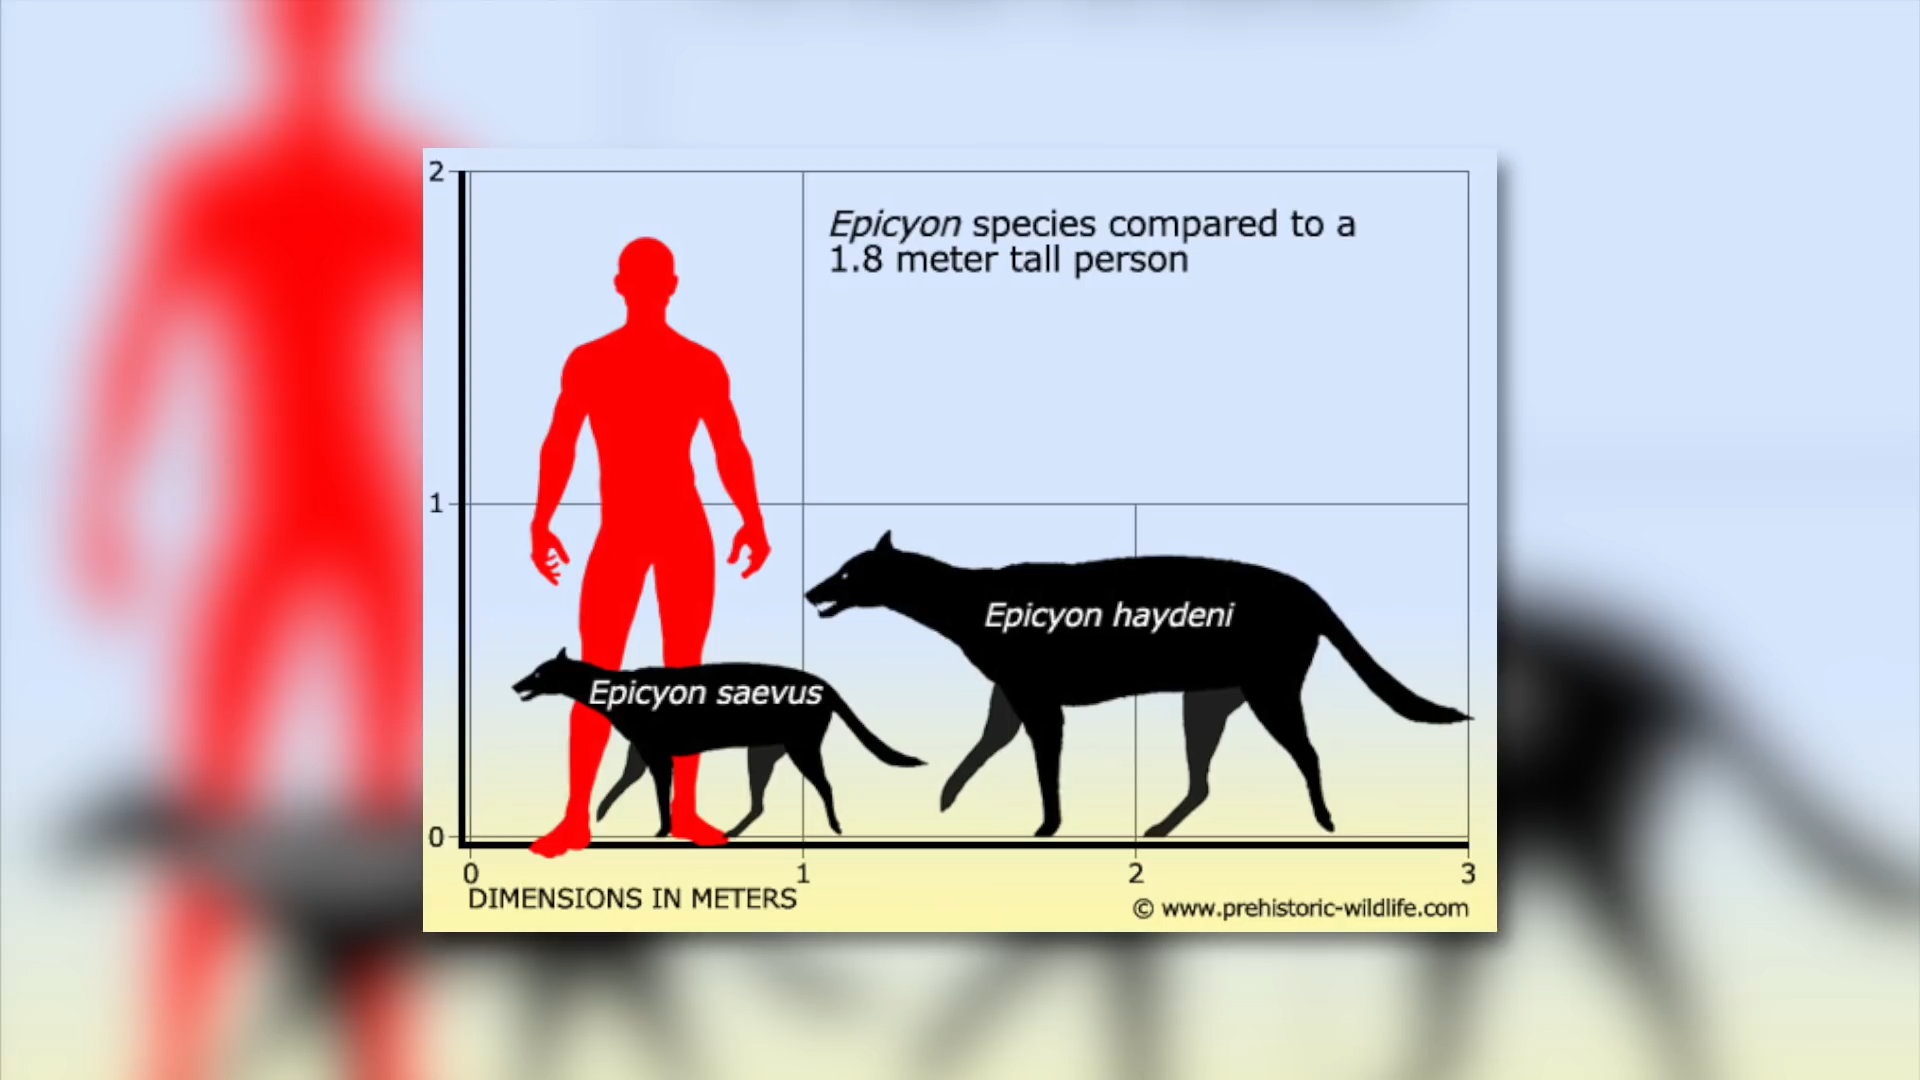 2
Epicyon species compared to a
1.8 meter tall person
1
Epicyon haydeni
Epicyon saevus
0
0 1 2 3
DIMENSIONS IN METERS
© www.prehistoric-wildlife.com